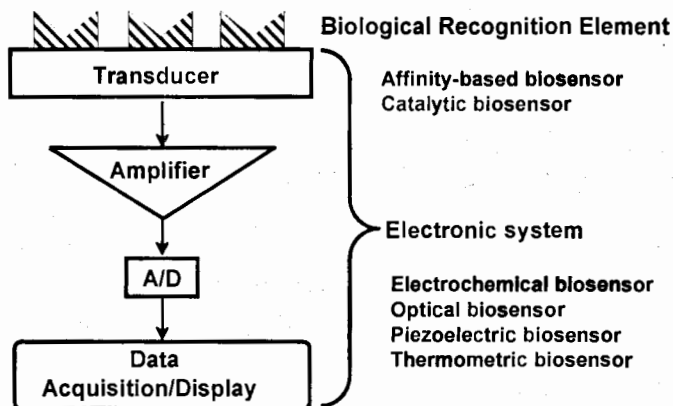 Biological Recognition Element
Transducer
Affinity-based biosensor
Catalytic biosensor
Amplifier
Electronic system
A/D
Electrochemical biosensor
Optical biosensor
Piezoelectric biosensor
Thermometric biosensor
Data
Acquisition/Display